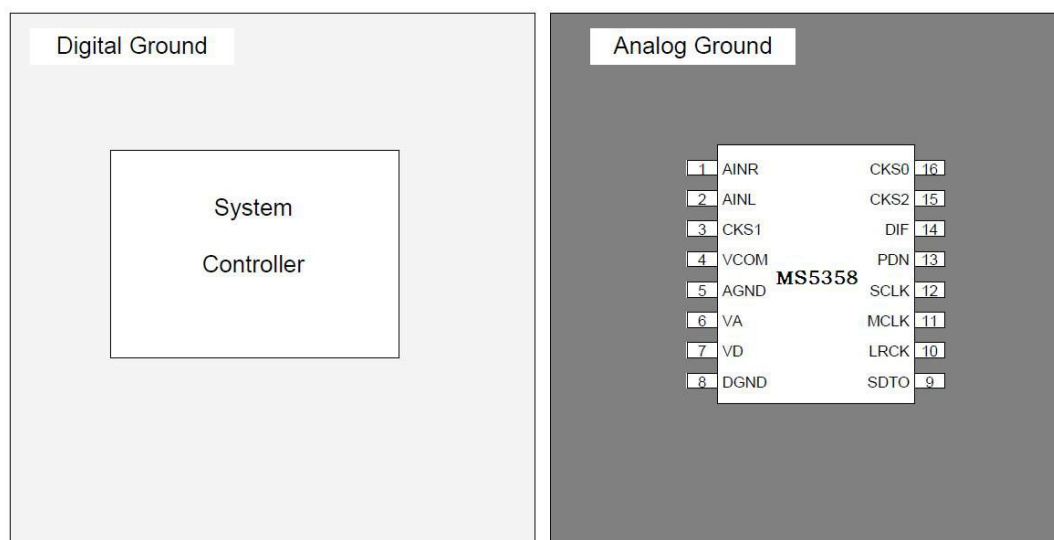 Digital Ground
System
Controller
Analog Ground
1 AINR CKS0 16
2 AINL CKS2 15
3 CKS1 DIF 14
4 VCOM PDN 13
MS5358
5 AGND SCLK 12
6 VA MCLK 11
7 VD LRCK 10
8 DGND SDTO 9